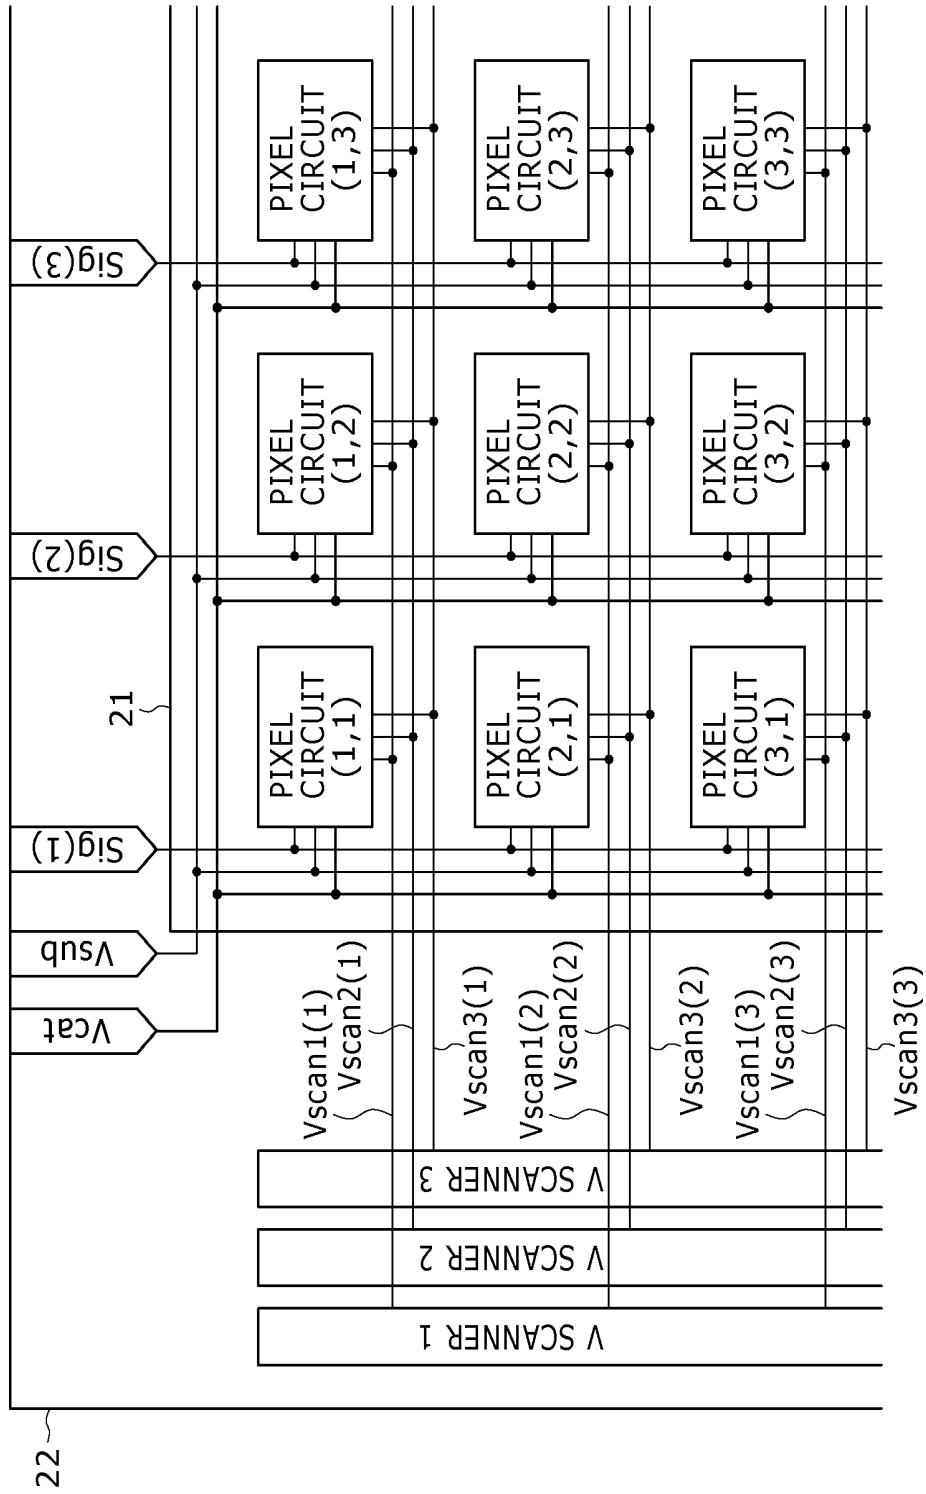 Vcat
Vsub
Sig(1)
Sig(2)
Sig(3)
21
22
PIXEL
CIRCUIT
(1,1)
PIXEL
CIRCUIT
(1,2)
PIXEL
CIRCUIT
(1,3)
PIXEL
CIRCUIT
(2,1)
PIXEL
CIRCUIT
(2,2)
PIXEL
CIRCUIT
(2,3)
PIXEL
CIRCUIT
(3,1)
PIXEL
CIRCUIT
(3,2)
PIXEL
CIRCUIT
(3,3)
Vscan1(1)
Vscan2(1)
Vscan3(1)
Vscan1(2)
Vscan2(2)
Vscan3(2)
Vscan1(3)
Vscan2(3)
Vscan3(3)
V SCANNER 1
V SCANNER 2
V SCANNER 3